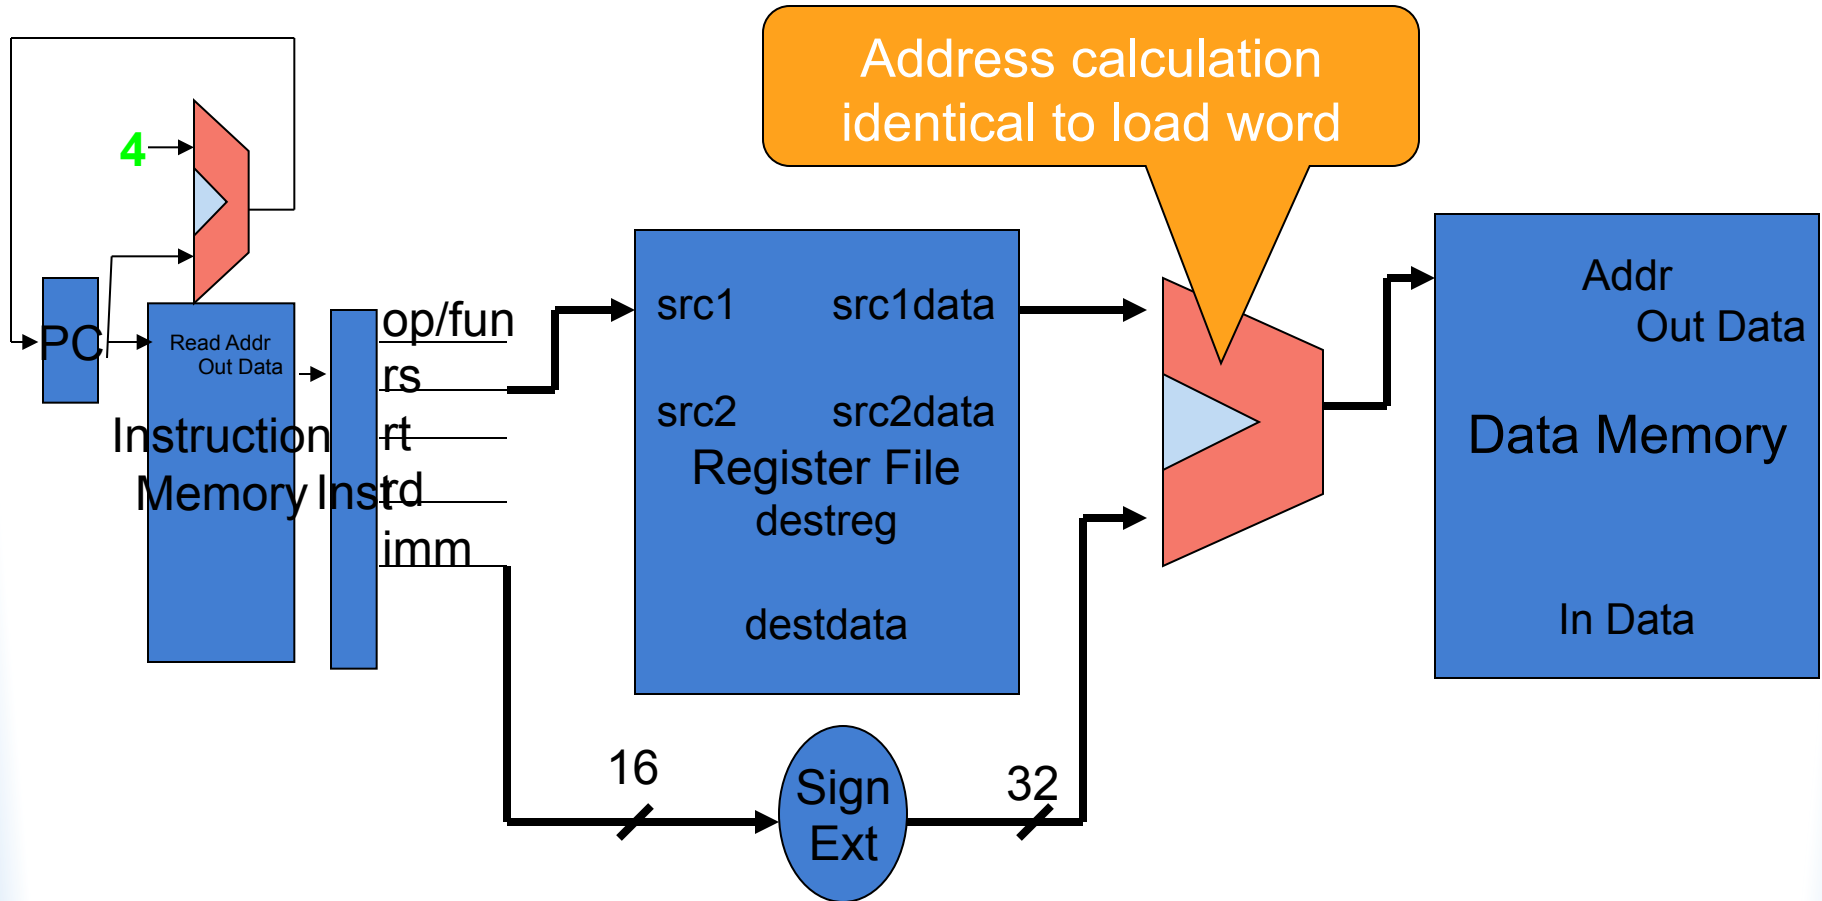 Address calculation
identical to load word
4
PC
Read Addr
Out Data
Instruction
Memory
Inst
op/fun
rs
rt
rd
imm
src1
src1data
src2
src2data
Register File
destreg
destdata
Addr
Out Data
Data Memory
In Data
16
Sign
Ext
32